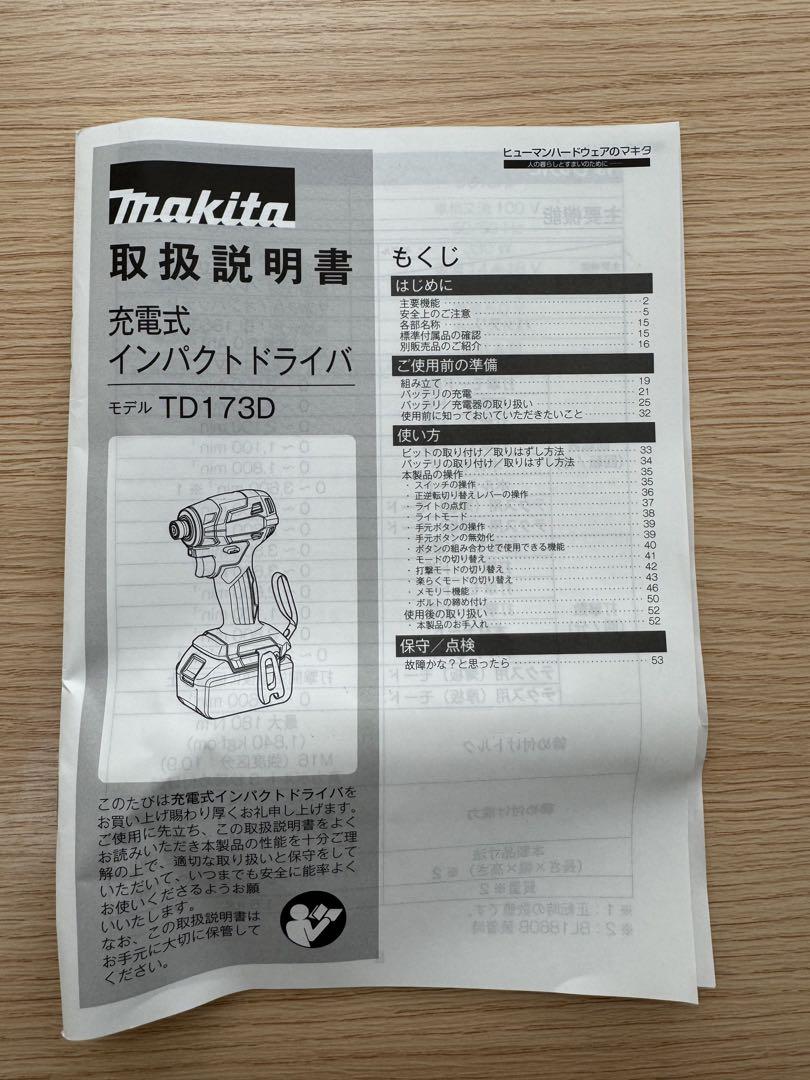 makita
取扱説明書
充電式
インパクトドライバ
モデル TD173D
このたびは充電式インパクトドライバを
お買い上げ賜わり厚くお礼申し上げます。
ご使用に先立ち、この取扱説明書をよく
お読みいただき本製品の性能を十分ご理
解の上で、適切な取り扱いと保守をして
いただいて、いつまでも安全に能率よく
お使いくださるようお願
いいたします。
なお、この取扱説明書は
お手元に大切に保管して
ください。
ヒューマンハードウェアのマキタ
人の暮らしとすまいのために
もくじ
はじめに
主要機能 2
安全上のご注意 5
各部名称 15
標準付属品の確認 15
別販売品のご紹介 16
ご使用前の準備
組み立て 19
バッテリの充電 21
バッテリ/充電器の取り扱い 25
使用前に知っておいていただきたいこと 32
使い方
ビットの取り付け/取りはずし方法 33
バッテリの取り付け/取りはずし方法 34
本製品の操作 35
・スイッチの操作 35
・正逆転切り替えレバーの操作 36
・ライトの点灯 37
・ライトモード 38
・手元ボタンの操作 39
・手元ボタンの無効化 39
・ボタンの組み合わせで使用できる機能 40
・モードの切り替え 41
・打撃モードの切り替え 42
・楽らくモードの切り替え 43
・メモリー機能 46
・ボルトの締め付け 50
使用後の取り扱い 52
・本製品のお手入れ 52
保守/点検
故障かな?と思ったら 53